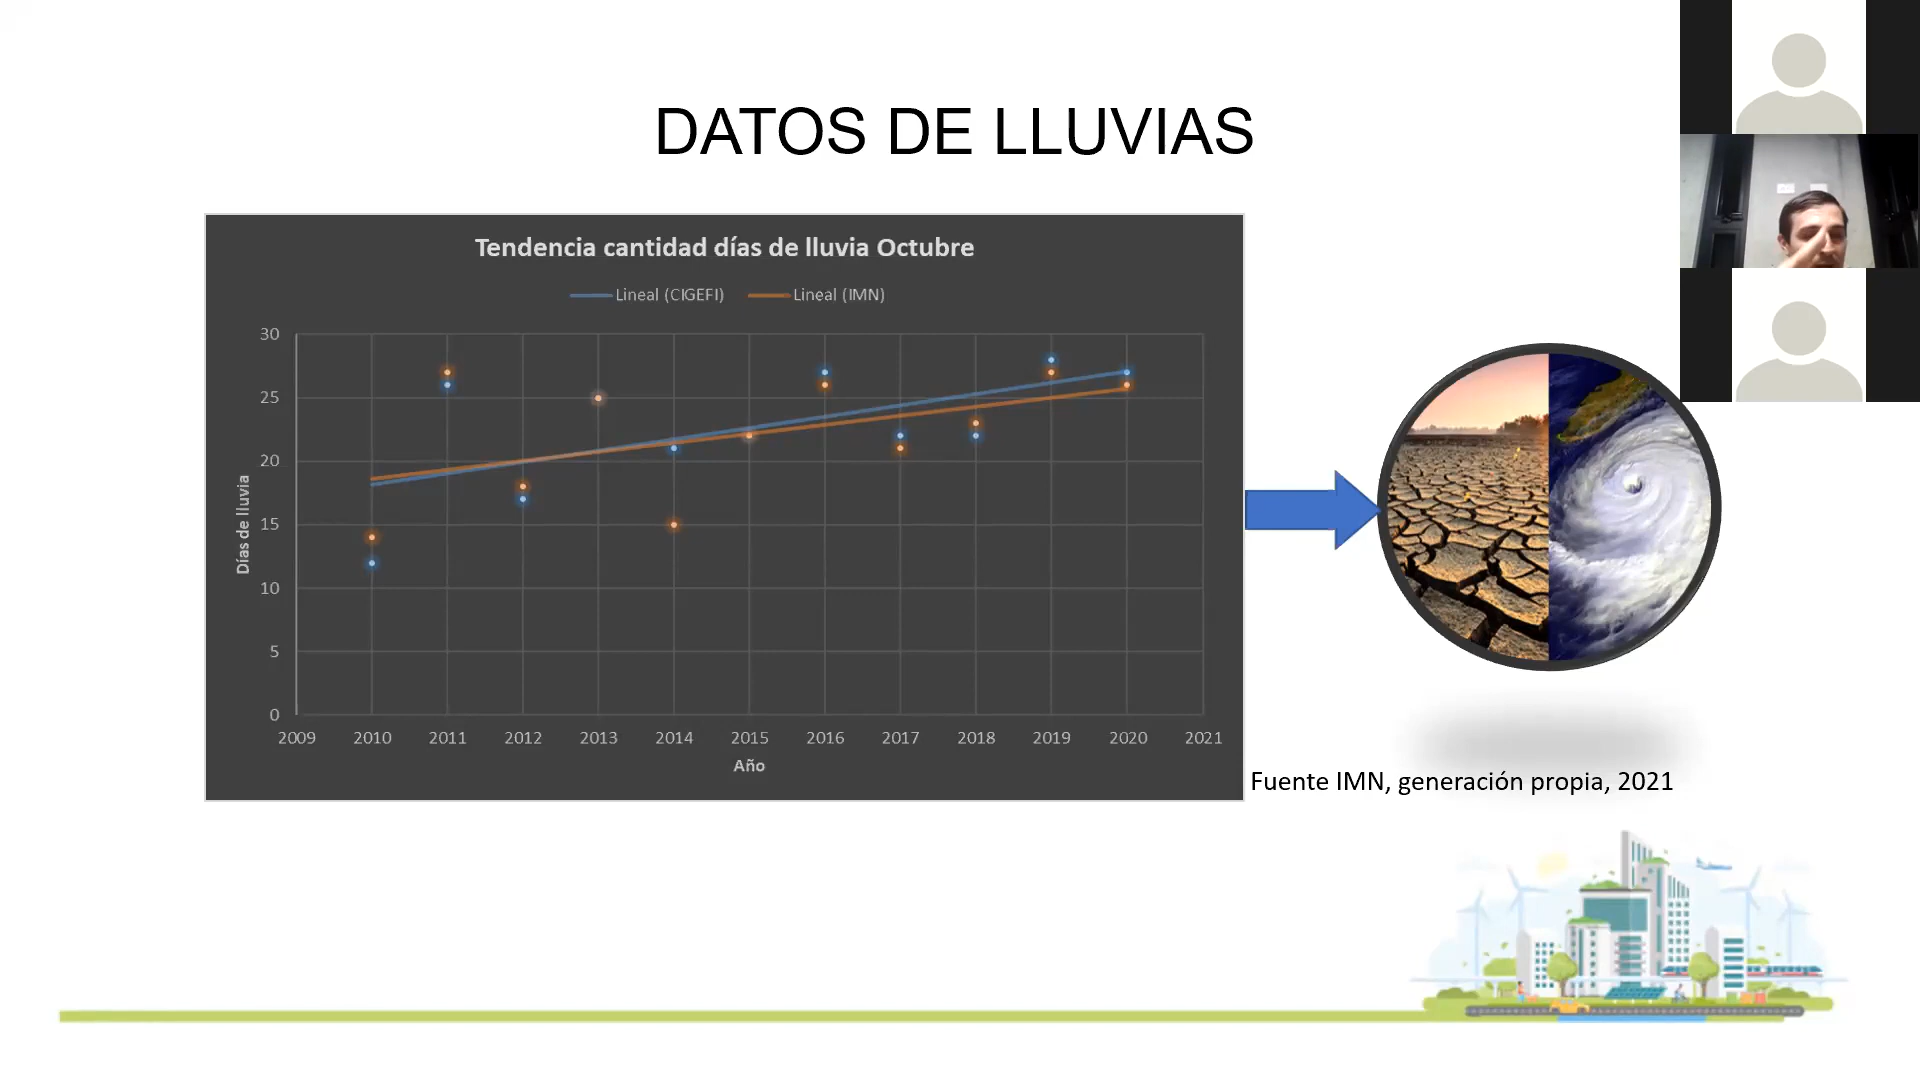 DATOS DE LLUVIAS
Tendencia cantidad días de lluvia Octubre
Lineal (CIGEFI) Lineal (IMN)
30
25
20
15
10
5
0
Días de lluvia
2009 2010 2011 2012 2013 2014 2015 2016 2017 2018 2019 2020 2021
Año
Fuente IMN, generación propia, 2021